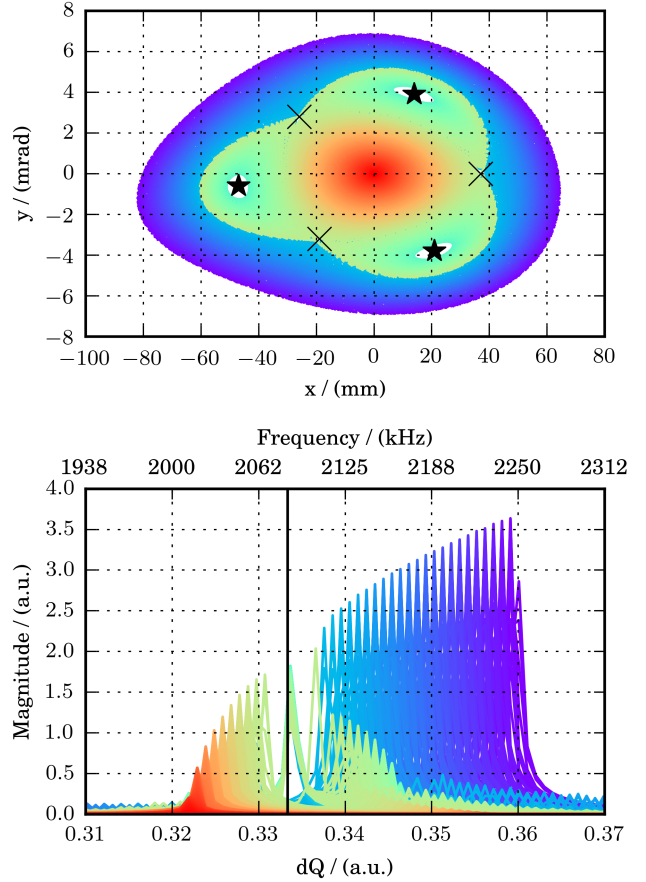 8
6
4
2
0
−2
−4
−6
−8
y / (mrad)
−100 −80 −60 −40 −20 0 20 40 60 80
x / (mm)
Frequency / (kHz)
1938 2000 2062 2125 2188 2250 2312
4.0
3.5
3.0
2.5
2.0
1.5
1.0
0.5
0.0
Magnitude / (a.u.)
0.31 0.32 0.33 0.34 0.35 0.36 0.37
dQ / (a.u.)